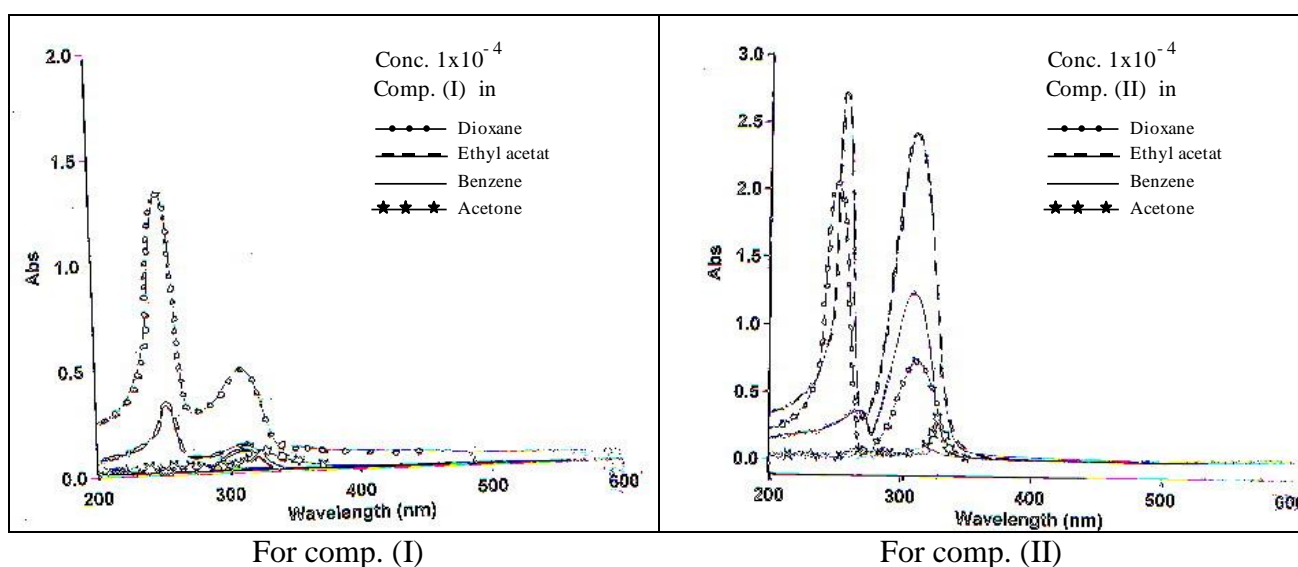 2.0
1.5
1.0
0.5
0.0
Abs
200
300
400
500
600
Wavelength (nm)
Conc. 1x10⁻⁴
Comp. (I) in
Dioxane
Ethyl acetat
Benzene
Acetone
For comp. (I)
3.0
2.5
2.0
1.5
1.0
0.5
0.0
Abs
200
300
400
500
600
Wavelength (nm)
Conc. 1x10⁻⁴
Comp. (II) in
Dioxane
Ethyl acetat
Benzene
Acetone
For comp. (II)